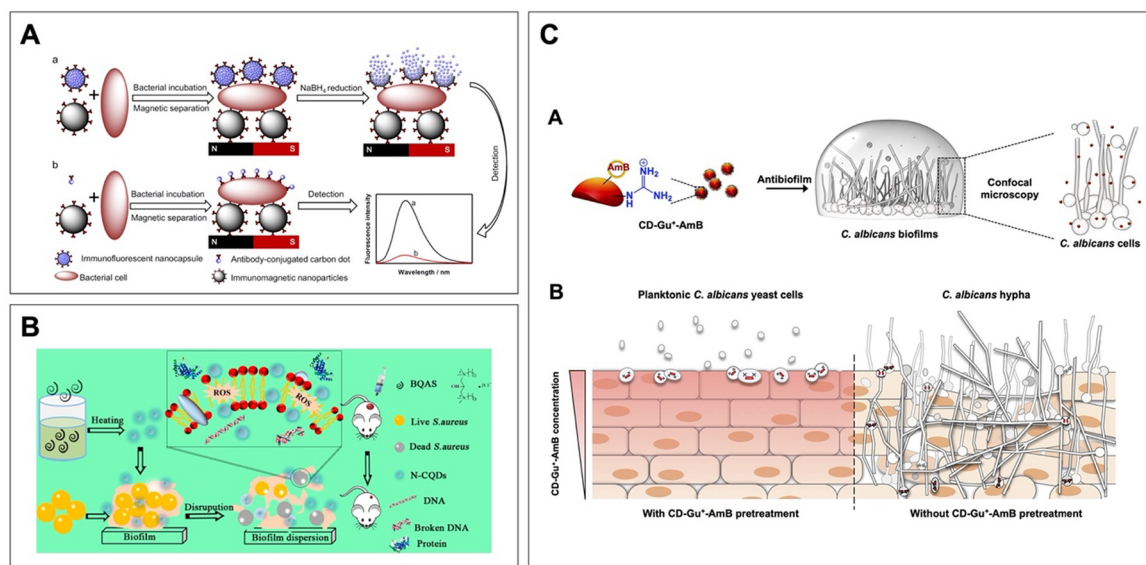 A
a
Bacterial incubation
Magnetic separation
NaBH₄ reduction
N
S
N
S
Detection
b
Bacterial incubation
Magnetic separation
Detection
N
S
Fluorescence intensity
a
b
Wavelength / nm
Immunofluorescent nanocapsule
Antibody-conjugated carbon dot
Bacterial cell
Immunomagnetic nanoparticles
B
Heating
ROS
ROS
BQAS
Live S.aureus
Dead S.aureus
N-CQDs
DNA
Broken DNA
Protein
Disrupution
Biofilm
Biofilm dispersion
C
A
AmB
NH₂
N
H
NH₂
CD-Gu⁺-AmB
Antibiofilm
C. albicans biofilms
Confocal
microscopy
C. albicans cells
B
Planktonic C. albicans yeast cells
C. albicans hypha
CD-Gu⁺-AmB concentration
With CD-Gu⁺-AmB pretreatment
Without CD-Gu⁺-AmB pretreatment